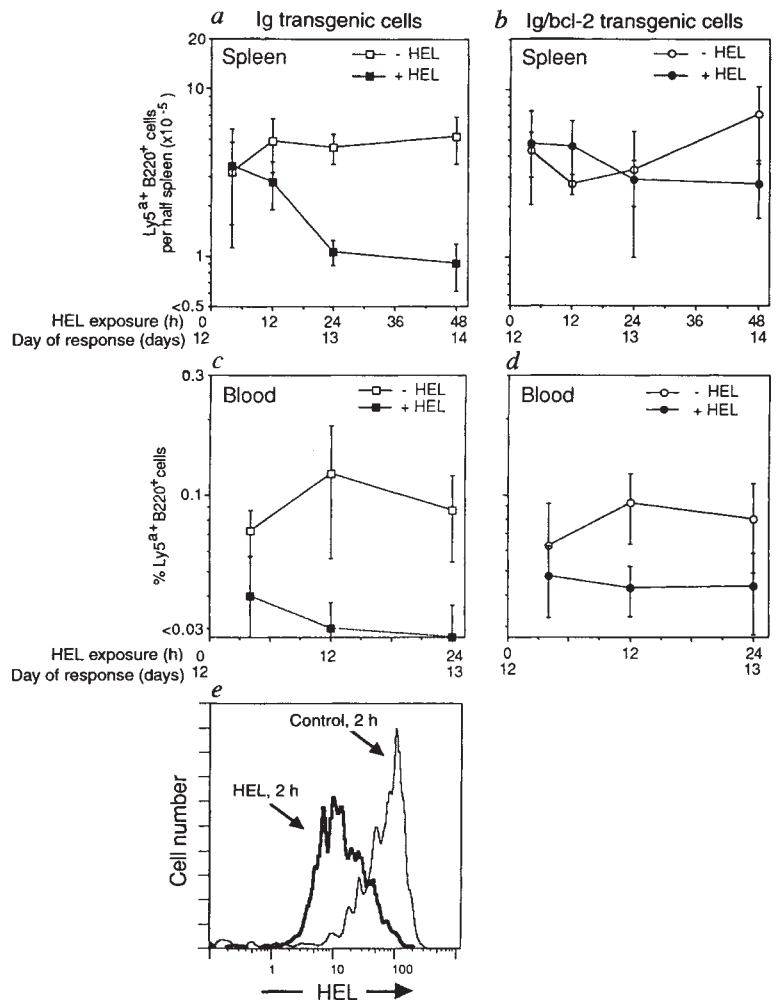 a Ig transgenic cells
b Ig/bcl-2 transgenic cells
20
Spleen
- HEL
+ HEL
Spleen
- HEL
+ HEL
Ly5a+ B220+ cells
per half spleen (x10-5)
1
<0.5
HEL exposure (h) 0 12 24 36 48 0 12 24 36 48
Day of response (days) 12 12 13 14 12 12 13 14
c
d
0.3
Blood
- HEL
+ HEL
Blood
- HEL
+ HEL
% Ly5a+ B220+ cells
0.1
<0.03
HEL exposure (h) 0 12 24 0 12 24
Day of response (days) 12 13 12 13
e
Control, 2 h
HEL, 2 h
Cell number
1 10 100
HEL